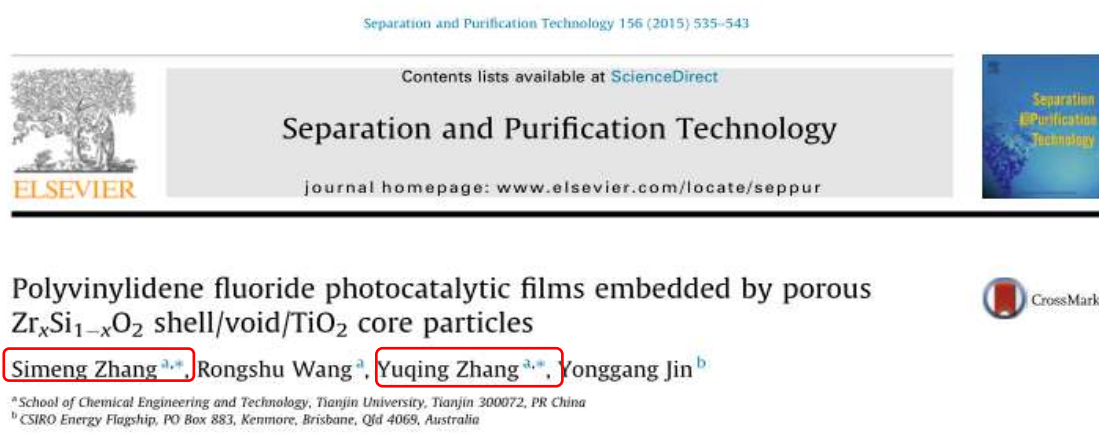 Separation and Purification Technology 156 (2015) 535–543
Contents lists available at ScienceDirect
Separation and Purification Technology
journal homepage: www.elsevier.com/locate/seppur
ELSEVIER
Separation
@Purification
Technology
Polyvinylidene fluoride photocatalytic films embedded by porous
ZrₓSi₁₋ₓO₂ shell/void/TiO₂ core particles
CrossMark
Simeng Zhang ᵃ,*, Rongshu Wang ᵃ, Yuqing Zhang ᵃ,*, Yonggang Jin ᵇ
ᵃ School of Chemical Engineering and Technology, Tianjin University, Tianjin 300072, PR China
ᵇ CSIRO Energy Flagship, PO Box 883, Kenmore, Brisbane, Qld 4069, Australia